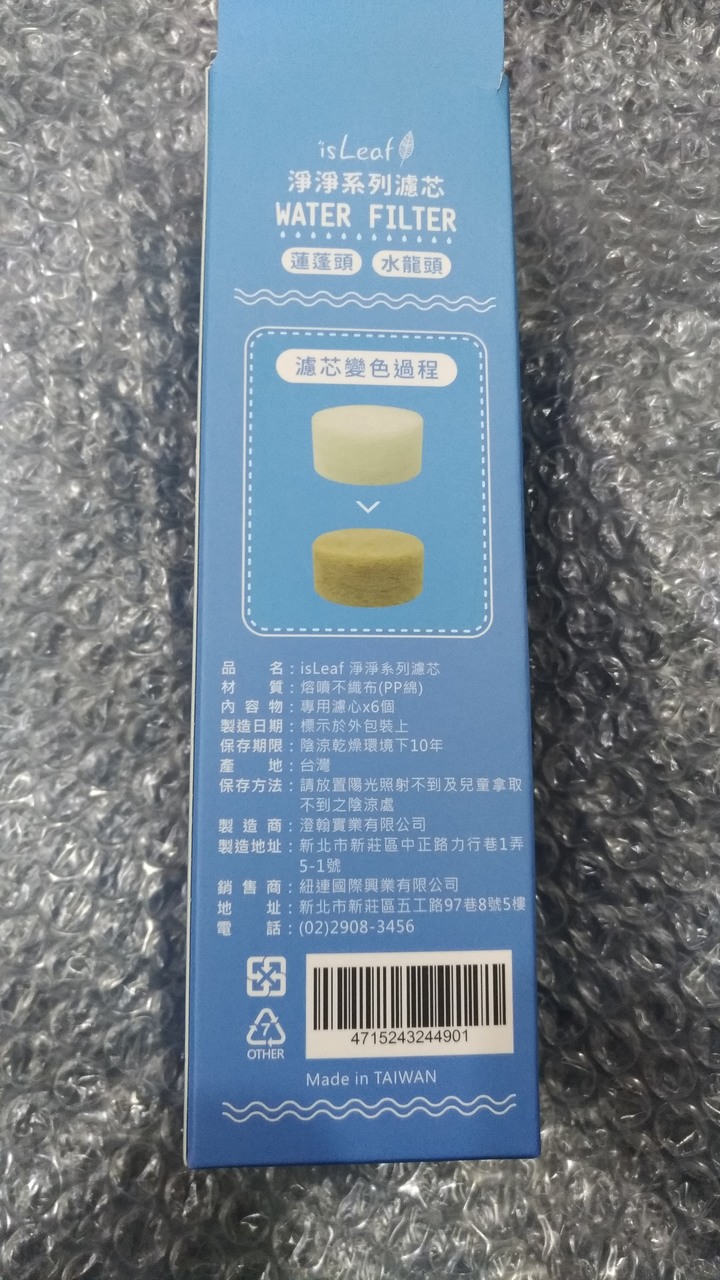 isLeaf
淨淨系列濾芯
WATER FILTER
蓮蓬頭 水龍頭
濾芯變色過程
品名：isLeaf 淨淨系列濾芯
材質：熔噴不織布(PP綿)
內容物：專用濾心x6個
製造日期：標示於外包裝上
保存期限：陰涼乾燥環境下10年
產地：台灣
保存方法：請放置陽光照射不到及兒童拿取
不到之陰涼處
製造商：澄翰實業有限公司
製造地址：新北市新莊區中正路力行巷1弄
5-1號
銷售商：紐連國際興業有限公司
地址：新北市新莊區五工路97巷8號5樓
電話：(02)2908-3456
7
OTHER
4715243244901
Made in TAIWAN